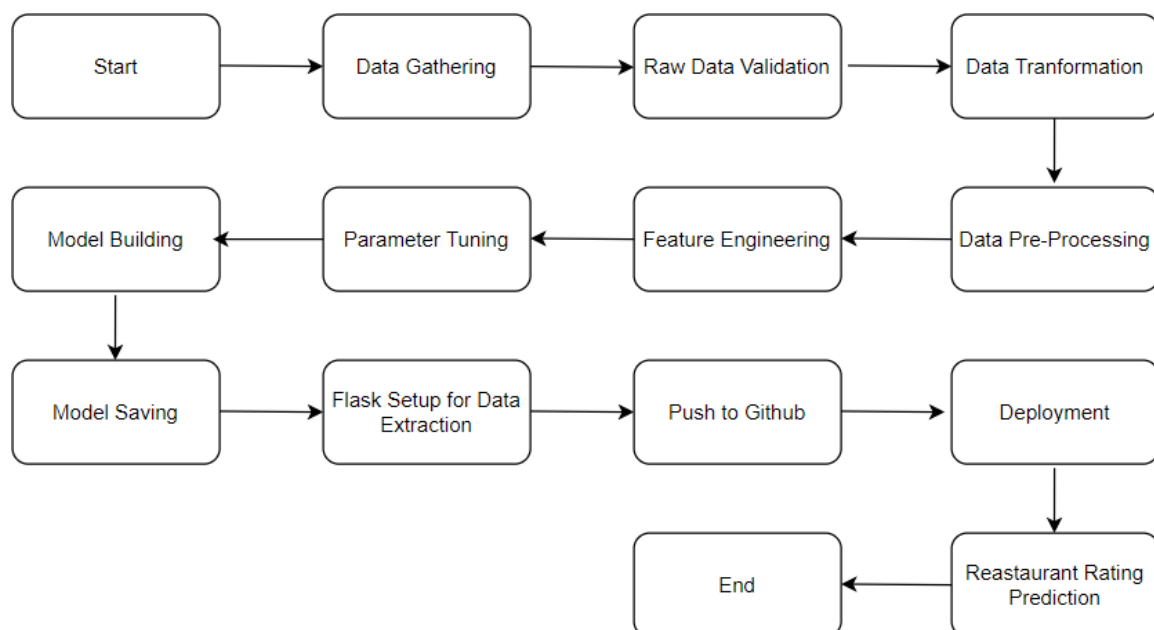 Start
Data Gathering
Raw Data Validation
Data Tranformation
Data Pre-Processing
Feature Engineering
Parameter Tuning
Model Building
Model Saving
Flask Setup for Data
Extraction
Push to Github
Deployment
Reastaurant Rating
Prediction
End